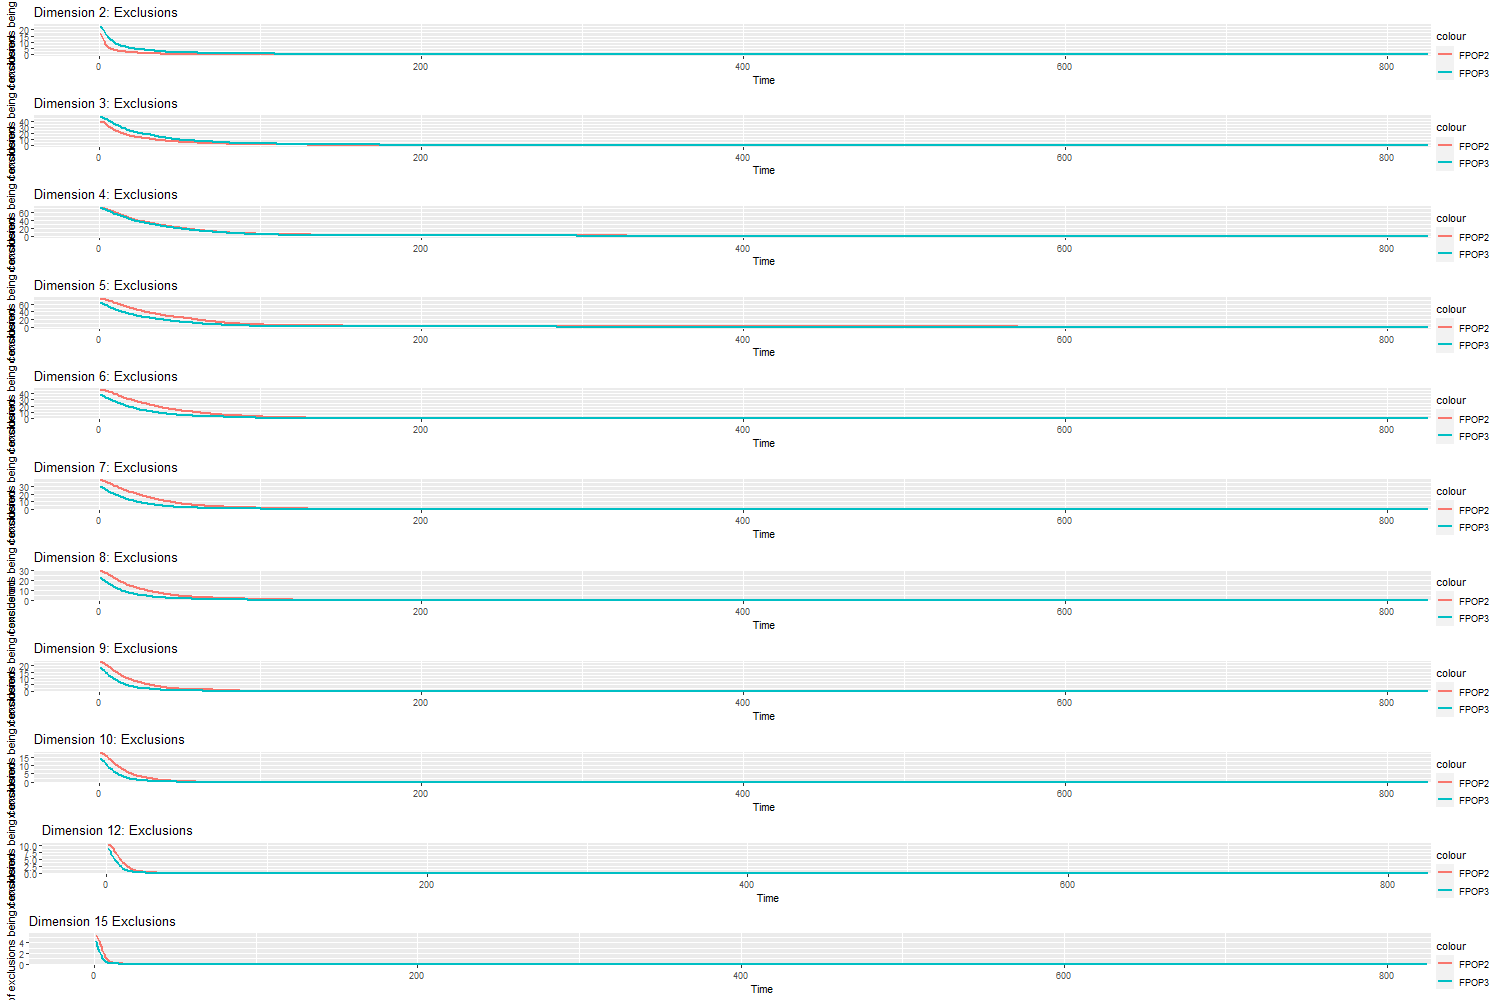 Dimension 2: Exclusions
20
15
10
5
0
0 200 400 600 800
Time
colour
FPOP2
FPOP3
Dimension 3: Exclusions
40
30
20
10
0
0 200 400 600 800
Time
colour
FPOP2
FPOP3
Dimension 4: Exclusions
60
40
20
0
0 200 400 600 800
Time
colour
FPOP2
FPOP3
Dimension 5: Exclusions
60
40
20
0
0 200 400 600 800
Time
colour
FPOP2
FPOP3
Dimension 6: Exclusions
40
30
20
10
0
0 200 400 600 800
Time
colour
FPOP2
FPOP3
Dimension 7: Exclusions
30
20
10
0
0 200 400 600 800
Time
colour
FPOP2
FPOP3
Dimension 8: Exclusions
30
20
10
0
0 200 400 600 800
Time
colour
FPOP2
FPOP3
Dimension 9: Exclusions
20
15
10
5
0
0 200 400 600 800
Time
colour
FPOP2
FPOP3
Dimension 10: Exclusions
15
10
5
0
0 200 400 600 800
Time
colour
FPOP2
FPOP3
Dimension 12: Exclusions
10.0
7.5
5.0
2.5
0.0
0 200 400 600 800
Time
colour
FPOP2
FPOP3
Dimension 15 Exclusions
4
2
0
0 200 400 600 800
Time
colour
FPOP2
FPOP3
of exclusions being